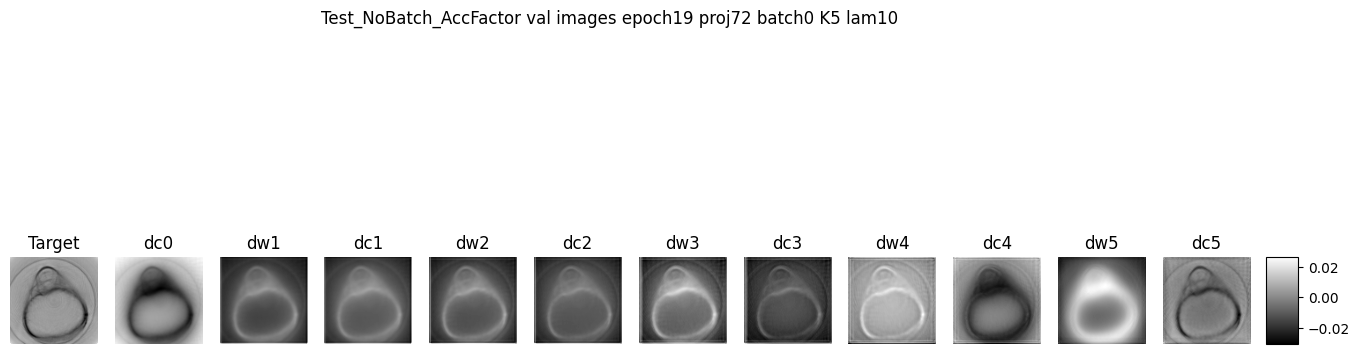 Test_NoBatch_AccFactor val images epoch19 proj72 batch0 K5 lam10
Target dc0 dw1 dc1 dw2 dc2 dw3 dc3 dw4 dc4 dw5 dc5
0.02
0.00
−0.02